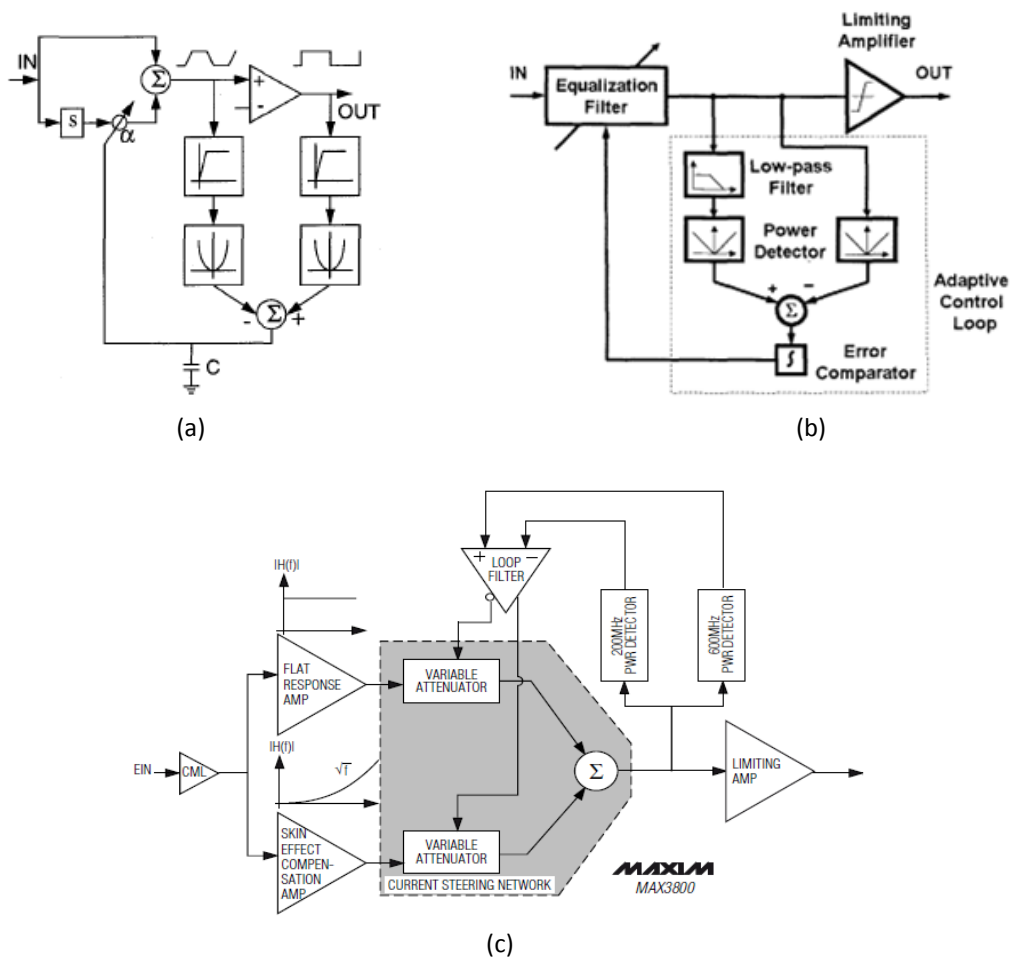 IN
S
α
Σ
+
-
OUT
-
Σ
+
C
(a)
IN
Equalization
Filter
Limiting
Amplifier
OUT
Low-pass
Filter
Power
Detector
+
−
Σ
Adaptive
Control
Loop
∫
Error
Comparator
(b)
+
−
LOOP
FILTER
200MHz
PWR DETECTOR
600MHz
PWR DETECTOR
|H(f)|
FLAT
RESPONSE
AMP
VARIABLE
ATTENUATOR
EIN
CML
|H(f)|
√f
Σ
LIMITING
AMP
SKIN
EFFECT
COMPEN-
SATION
AMP
VARIABLE
ATTENUATOR
CURRENT STEERING NETWORK
MAXIM
MAX3800
(c)